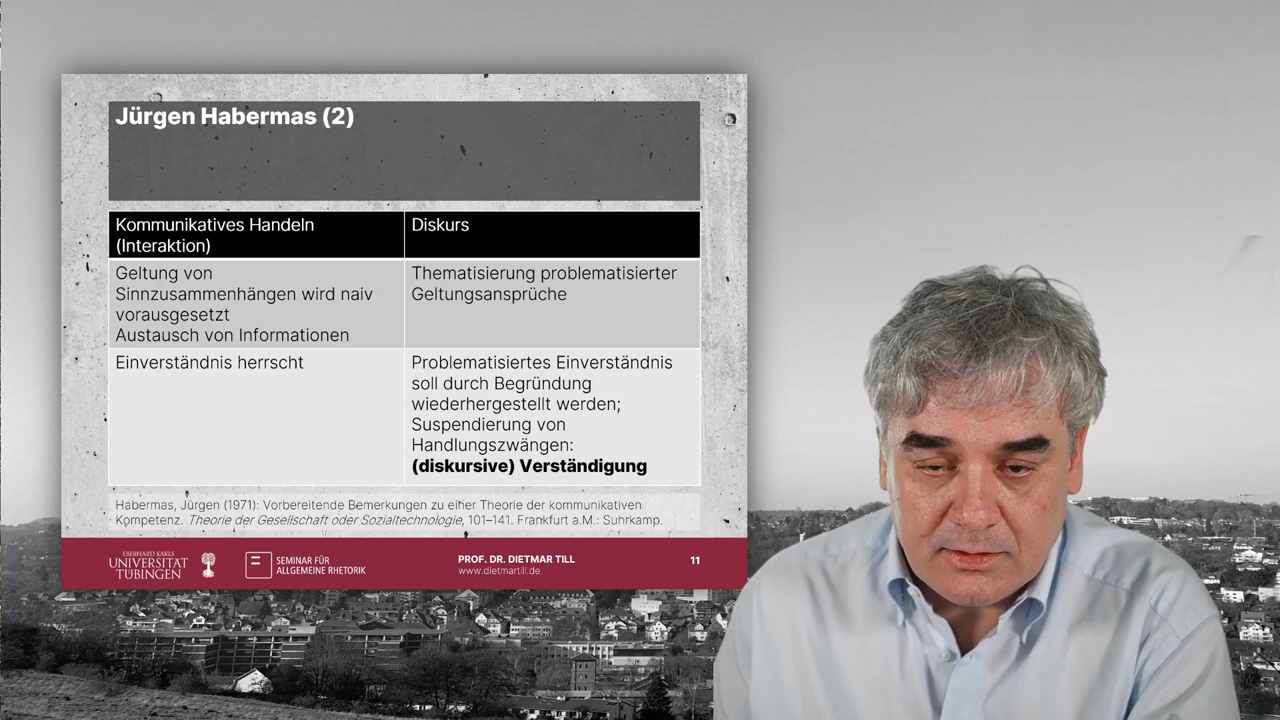 Jürgen Habermas (2)
Kommunikatives Handeln
(Interaktion)
Diskurs
Geltung von
Sinnzusammenhängen wird naiv
vorausgesetzt
Austausch von Informationen
Thematisierung problematisierter
Geltungsansprüche
Einverständnis herrscht
Problematisiertes Einverständnis
soll durch Begründung
wiederhergestellt werden;
Suspendierung von
Handlungszwängen:
(diskursive) Verständigung
Habermas, Jürgen (1971): Vorbereitende Bemerkungen zu einer Theorie der kommunikativen
Kompetenz. Theorie der Gesellschaft oder Sozialtechnologie, 101–141. Frankfurt a.M.: Suhrkamp.
EBERHARD KARLS
UNIVERSITÄT
TÜBINGEN
SEMINAR FÜR
ALLGEMEINE RHETORIK
PROF. DR. DIETMAR TILL
www.dietmartill.de
11